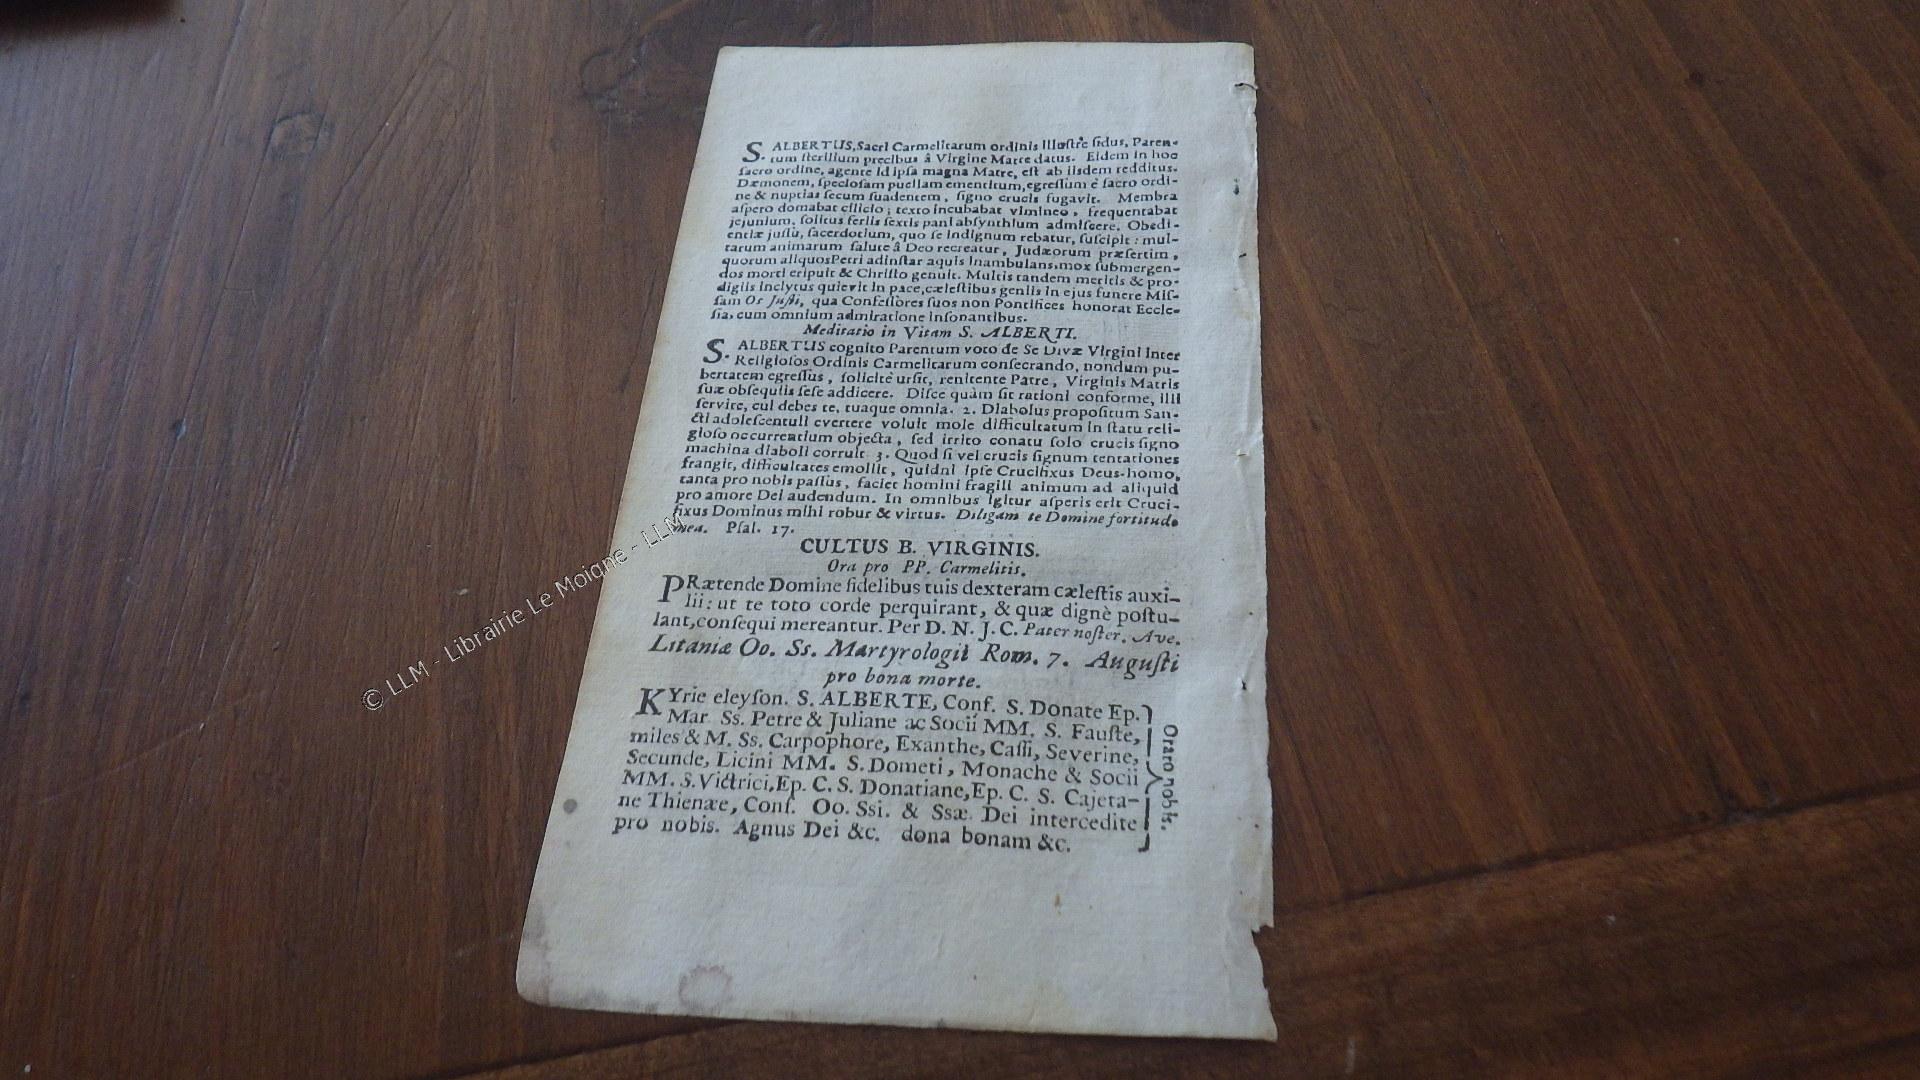 S. ALBERTUS, Sacri Carmelitarum ordinis illustre sidus, Paren-
tum sterilium precibus â Virgine Matre datus. Eidem in hoc
sacro ordine, agente id ipsa magna Matre, est ab iisdem redditus.
Dæmonem, speciosam puellam ementitum, egressum è sacro ordi-
ne & nuptias secum suadentem, signo crucis fugavit. Membra
aspero domabat cilicio; texto incubabat vimineo, frequentabat
jejunium, solitus feriis sextis pani absynthium admiscere. Obedi-
entiæ jussù, sacerdotium, quo se indignum rebatur, suscipit: mul-
tarum animarum salute â Deo recreatur, Judæorum præsertim,
quorum aliquos Petri adinstar aquis inambulans, mox submergen-
dos morti eripuit & Christo genuit. Multis tandem meritis & pro-
digiis inclytus quievit in pace, cælestibus geniis in ejus funere Mis-
sam Os Justi, qua Confessores suos non Pontifices honorat Eccle-
sia, cum omnium admiratione insonantibus.
Meditatio in Vitam S. ALBERTI.
S. ALBERTUS cognito Parentum voto de Se Divæ Virgini inter
Religiosos Ordinis Carmelitarum consecrando, nondum pu-
bertatem egressus, solicitè ursit, renitente Patre, Virginis Matris
suæ obsequiis sese addicere. Disce quàm sit rationi conforme, illi
servire, cui debes te, tuaque omnia. 2. Diabolus propositum San-
cti adolescentuli evertere voluit mole difficultatum in statu reli-
gioso occurrentium objecta, sed irrito conatu solo crucis signo
machina diaboli corruit 3. Quod si vel crucis signum tentationes
frangit, difficultates emollit, quidni ipse Crucifixus Deus-homo,
tanta pro nobis passus, faciet homini fragili animum ad aliquid
pro amore Dei audendum. In omnibus igitur asperis erit Cruci-
fixus Dominus mihi robur & virtus. Diligam te Domine fortitudo
mea. Psal. 17.
CULTUS B. VIRGINIS.
Ora pro PP. Carmelitis.
PRætende Domine fidelibus tuis dexteram cælestis auxi-
lii: ut te toto corde perquirant, & quæ dignè postu-
lant, consequi mereantur. Per D. N. J. C. Pater noster. Ave.
Litaniæ Oo. Ss. Martyrologii Rom. 7. Augusti
pro bona morte.
KYrie eleyson. S. ALBERTE, Conf. S. Donate Ep.
Mar. Ss. Petre & Juliane ac Socii MM. S. Fauste,
miles & M. Ss. Carpophore, Exanthe, Cassi, Severine,
Secunde, Licini MM. S. Dometi, Monache & Socii
MM. S. Victrici, Ep. C. S. Donatiane, Ep. C. S. Cajeta-
ne Thienæe, Conf. Oo. Ssi. & Ssæ Dei intercedite
pro nobis. Agnus Dei &c. dona bonam &c.
Orato nobis.
© LLM - Librairie Le Moigne - LLM